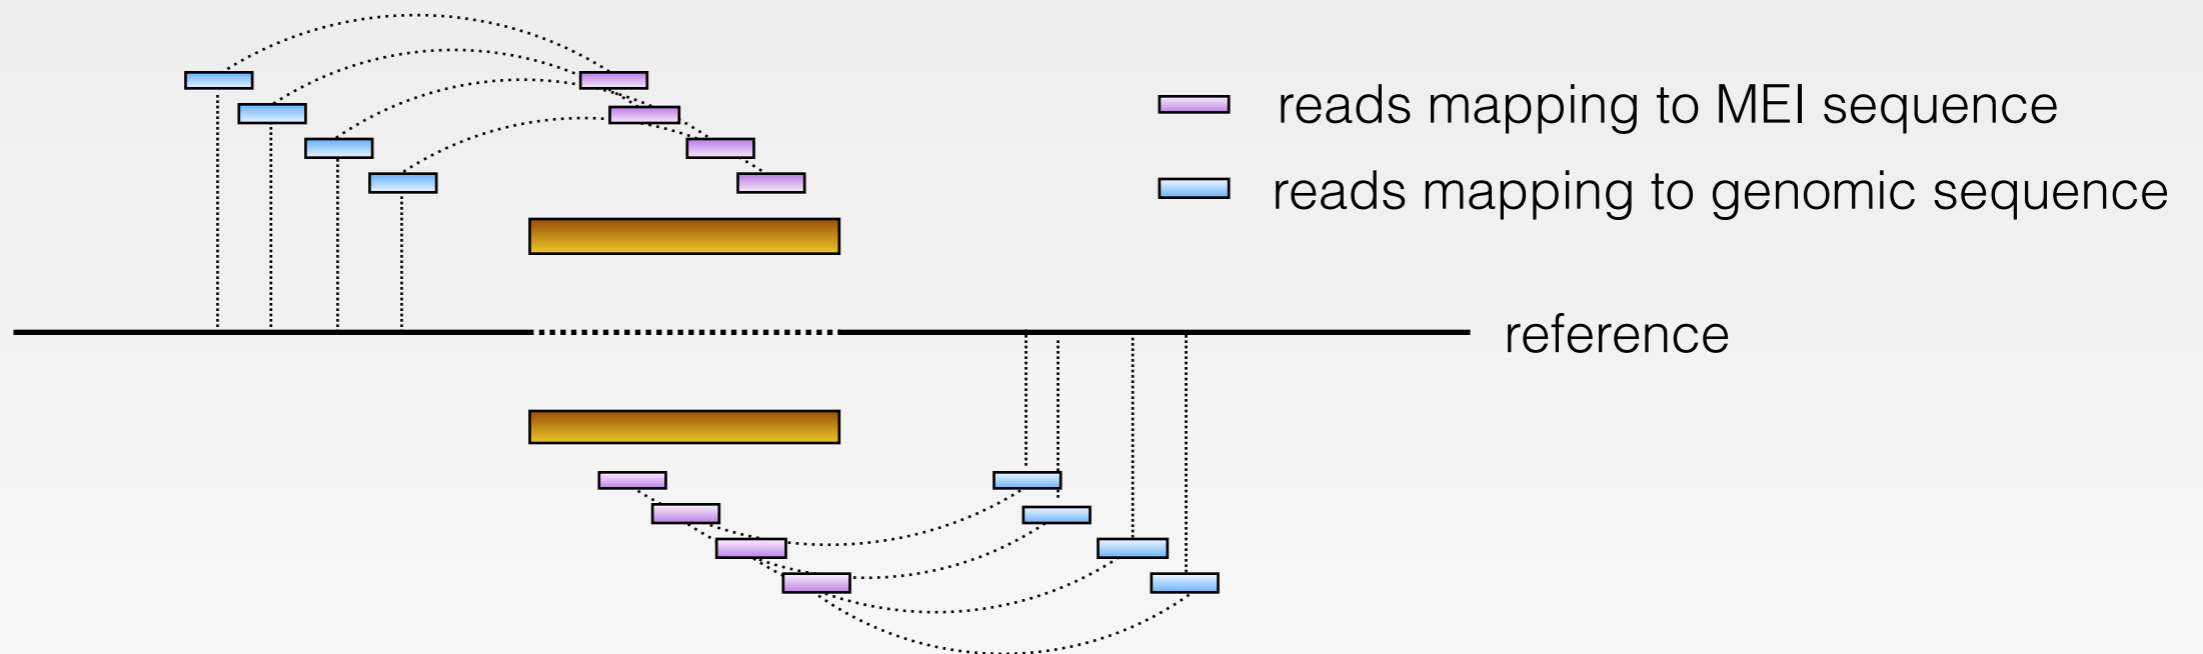 reads mapping to MEI sequence
reads mapping to genomic sequence
reference